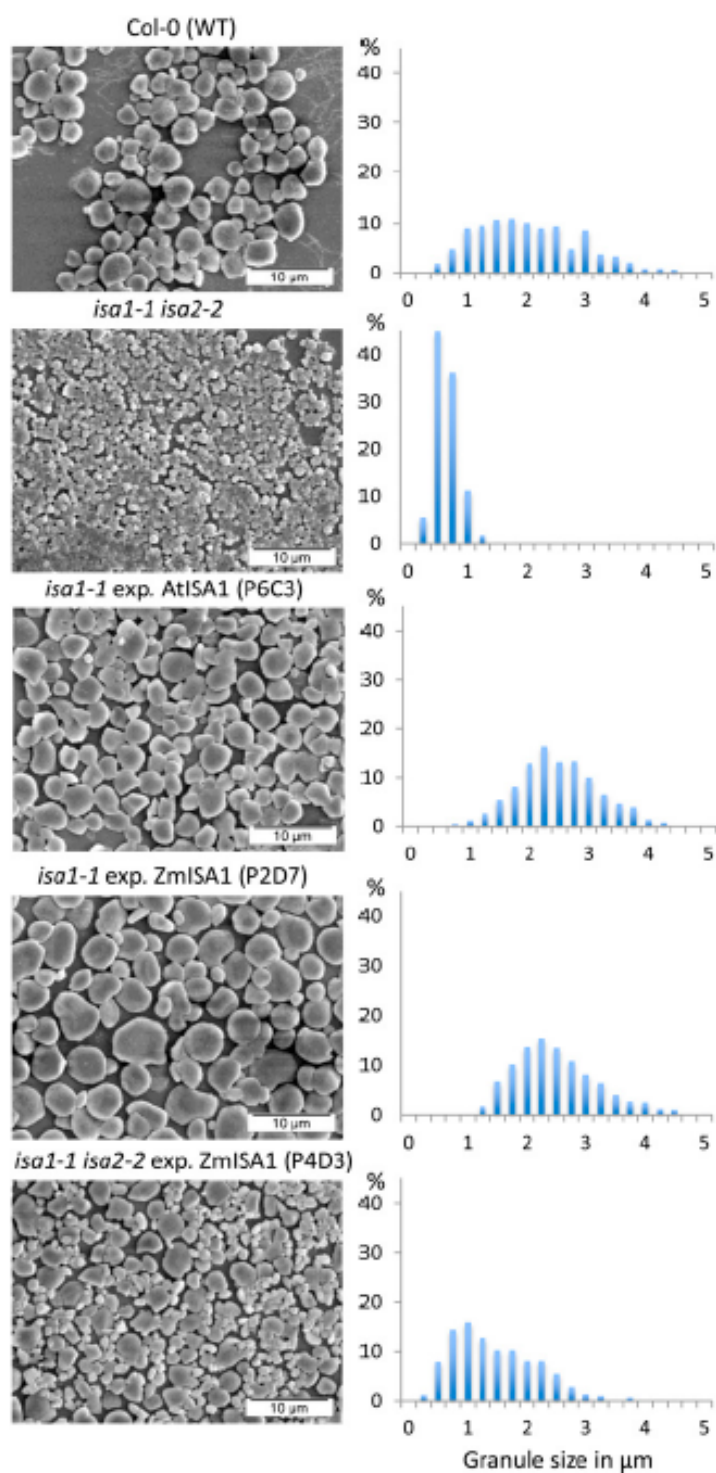 Col-0 (WT)
%
40
30
20
10
0
0 1 2 3 4 5
10 µm
isa1-1 isa2-2
%
40
30
20
10
0
0 1 2 3 4 5
10 µm
isa1-1 exp. AtISA1 (P6C3)
%
40
30
20
10
0
0 1 2 3 4 5
10 µm
isa1-1 exp. ZmISA1 (P2D7)
%
40
30
20
10
0
0 1 2 3 4 5
10 µm
isa1-1 isa2-2 exp. ZmISA1 (P4D3)
%
40
30
20
10
0
0 1 2 3 4 5
10 µm
Granule size in µm